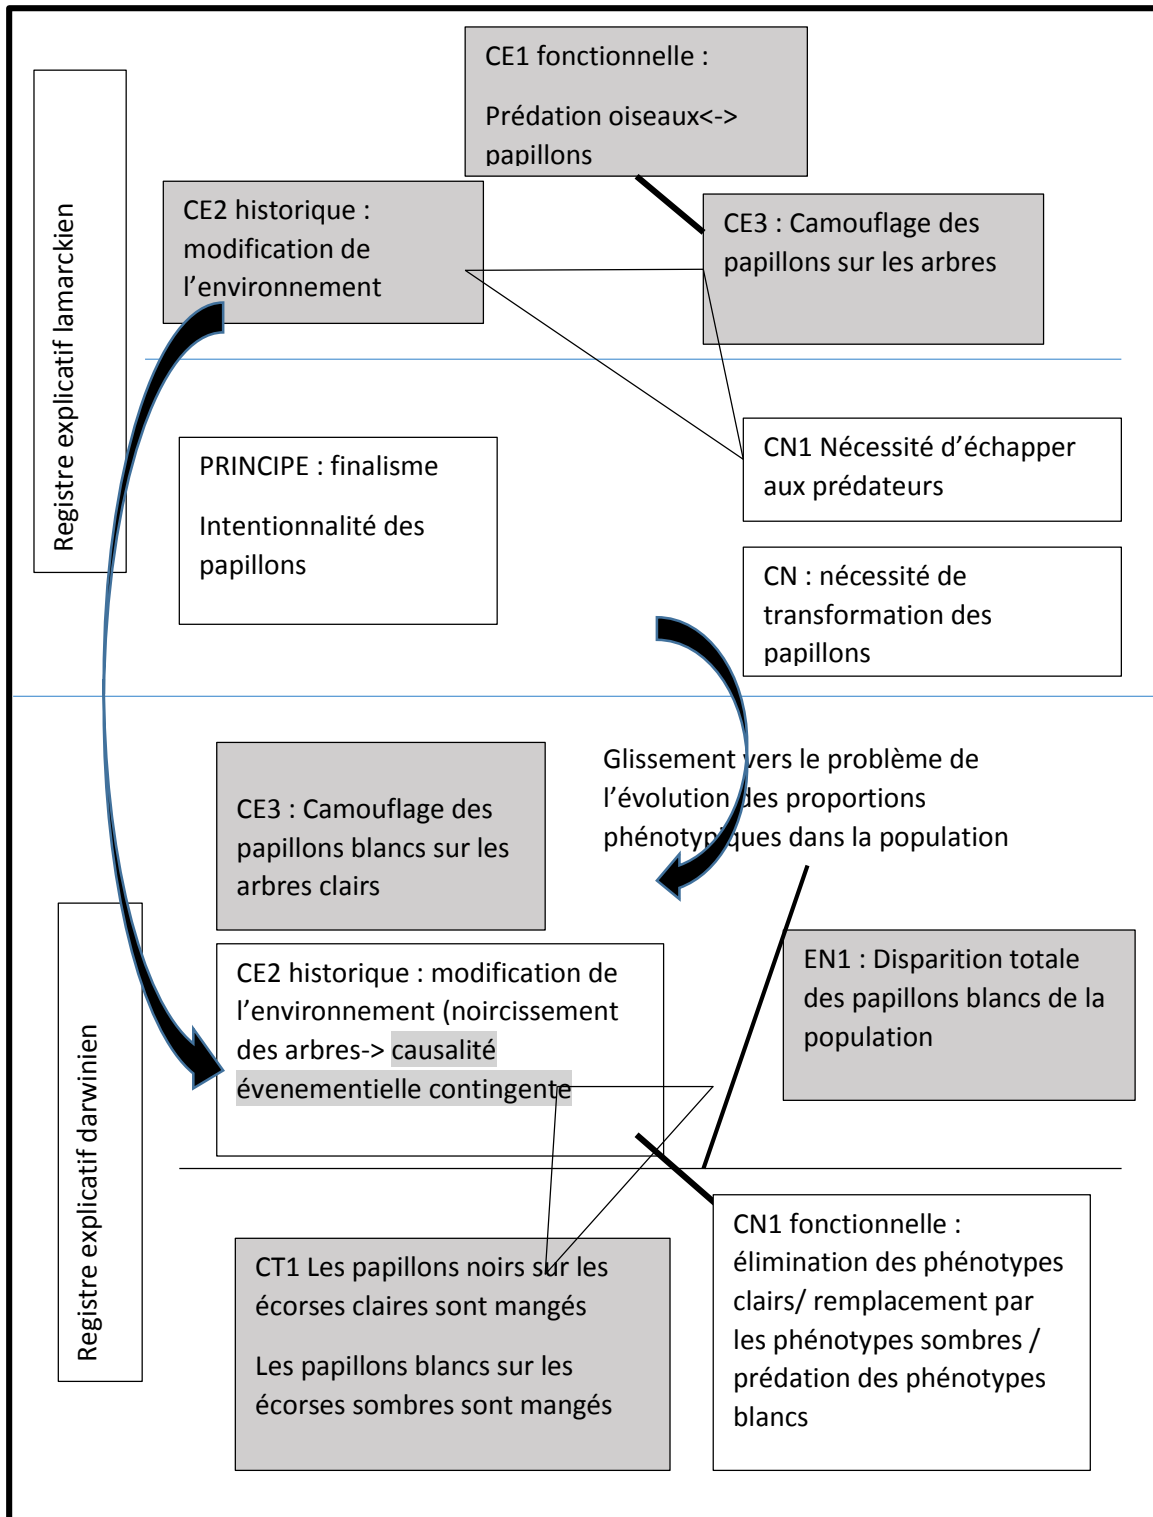 Registre explicatif lamarckien
CE1 fonctionnelle :
Prédation oiseaux<->
papillons
CE2 historique :
modification de
l’environnement
CE3 : Camouflage des
papillons sur les arbres
PRINCIPE : finalisme
Intentionnalité des
papillons
CN1 Nécessité d’échapper
aux prédateurs
CN : nécessité de
transformation des
papillons
Registre explicatif darwinien
CE3 : Camouflage des
papillons blancs sur les
arbres clairs
Glissement vers le problème de
l’évolution des proportions
phénotypiques dans la population
CE2 historique : modification de
l’environnement (noircissement
des arbres-> causalité
évenementielle contingente
EN1 : Disparition totale
des papillons blancs de la
population
CT1 Les papillons noirs sur les
écorses claires sont mangés
Les papillons blancs sur les
écorses sombres sont mangés
CN1 fonctionnelle :
élimination des phénotypes
clairs/ remplacement par
les phénotypes sombres /
prédation des phénotypes
blancs